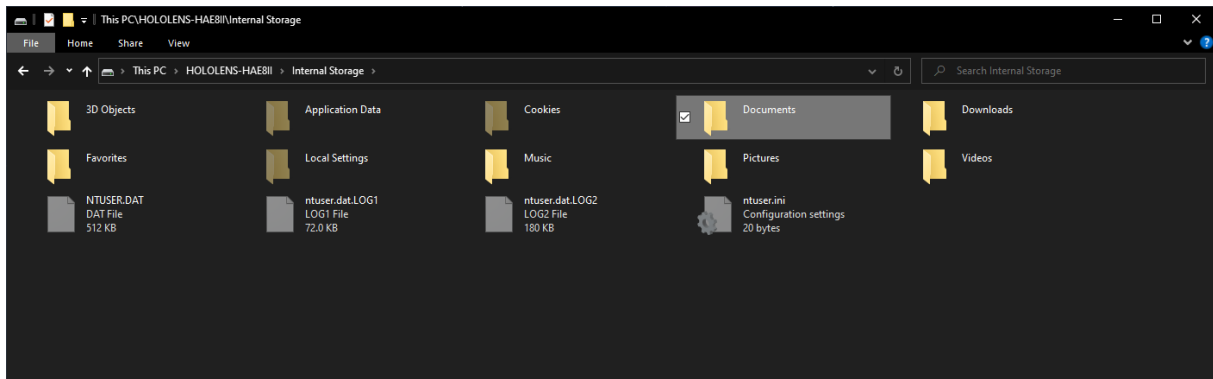 This PC\HOLOLENS-HAE8II\Internal Storage
File Home Share View
This PC > HOLOLENS-HAE8II > Internal Storage >
Search Internal Storage
3D Objects
Application Data
Cookies
Documents
Downloads
Favorites
Local Settings
Music
Pictures
Videos
NTUSER.DAT
DAT File
512 KB
ntuser.dat.LOG1
LOG1 File
72.0 KB
ntuser.dat.LOG2
LOG2 File
180 KB
ntuser.ini
Configuration settings
20 bytes